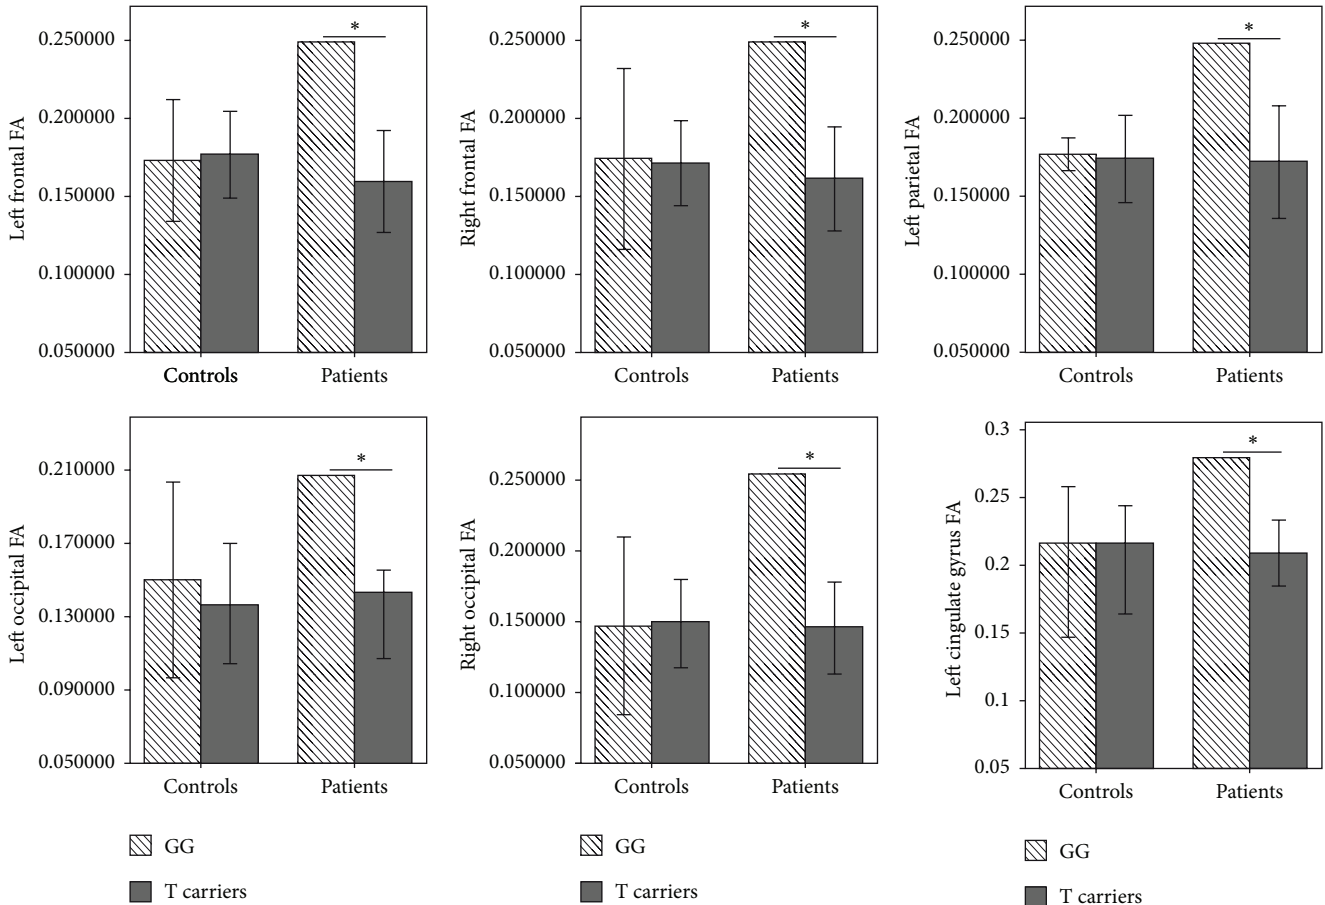 Left frontal FA
0.250000
0.200000
0.150000
0.100000
0.050000
*
Controls
Patients
Right frontal FA
0.250000
0.200000
0.150000
0.100000
0.050000
*
Controls
Patients
Left parietal FA
0.250000
0.200000
0.150000
0.100000
0.050000
*
Controls
Patients
Left occipital FA
0.210000
0.170000
0.130000
0.090000
0.050000
*
Controls
Patients
GG
T carriers
Right occipital FA
0.250000
0.200000
0.150000
0.100000
0.050000
*
Controls
Patients
GG
T carriers
Left cingulate gyrus FA
0.3
0.25
0.2
0.15
0.1
0.05
*
Controls
Patients
GG
T carriers